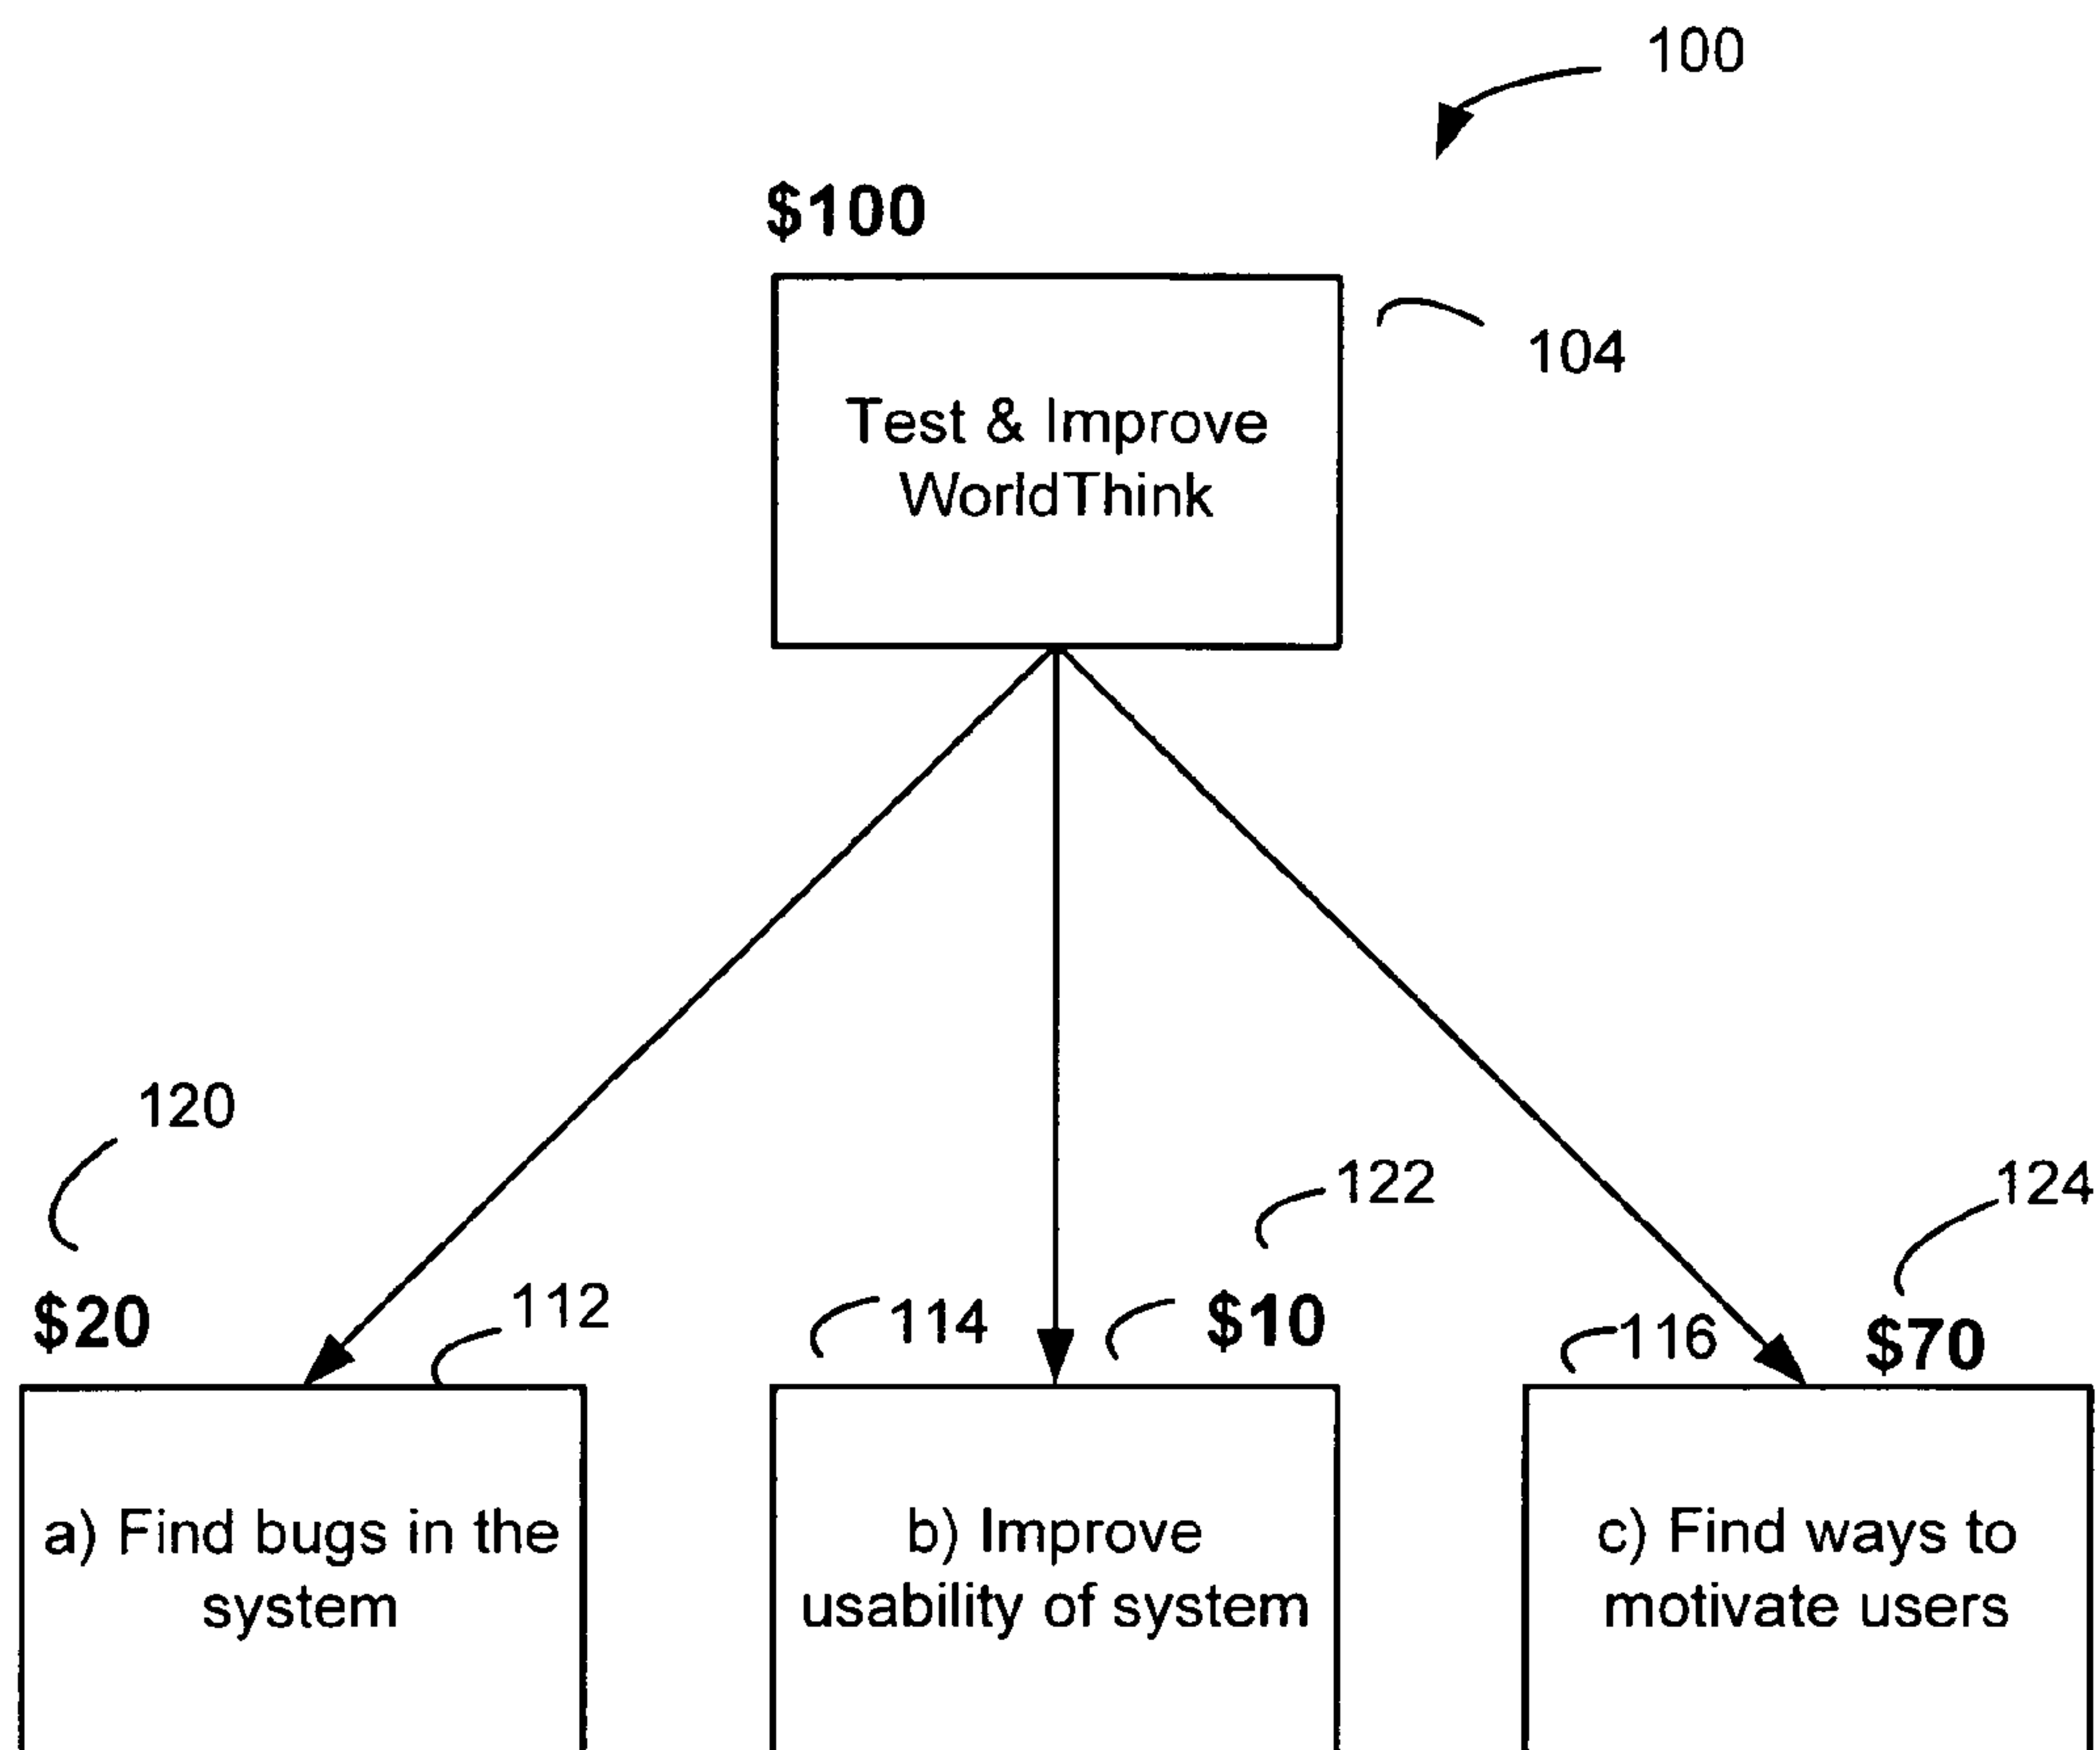 100
$100
104
Test & Improve
WorldThink
120
122
124
$20
112
114
$10
116
$70
a) Find bugs in the
system
b) Improve
usability of system
c) Find ways to
motivate users